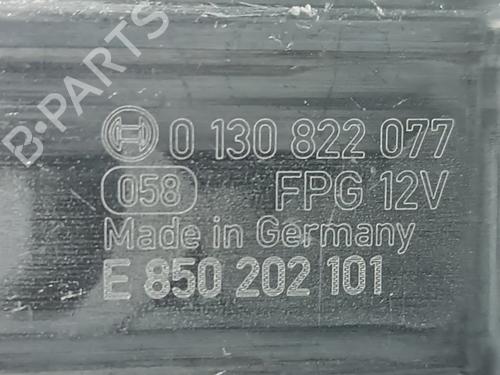 B-PARTS
0 130 822 077
058 FPG 12V
Made in Germany
E 850 202 101